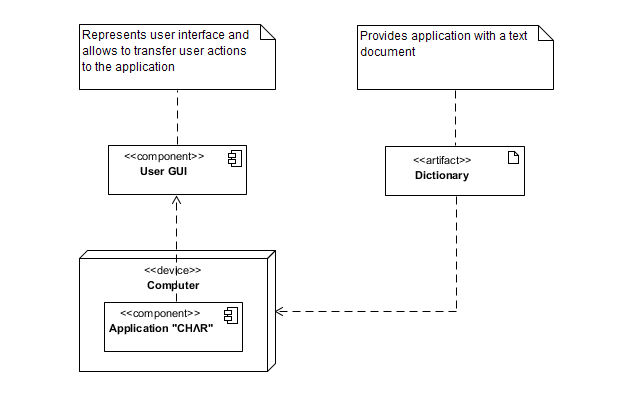 Represents user interface and
allows to transfer user actions
to the application
Provides application with a text
document
<<component>>
User GUI
<<artifact>>
Dictionary
<<device>>
Computer
<<component>>
Application "CHΛR"